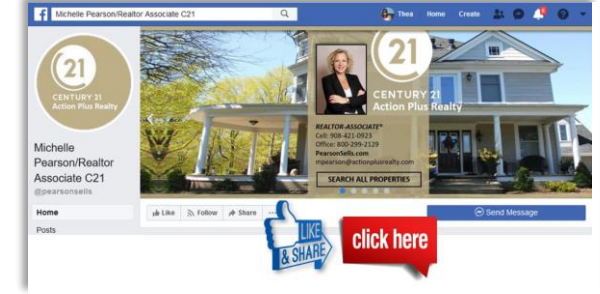 Michelle Pearson/Realtor Associate C21
Thea Home Create
21
CENTURY 21
Action Plus Realty
21
CENTURY 21
Action Plus Realty
REALTOR-ASSOCIATE®
Cell: 908-421-0923
Office: 800-299-2129
PearsonSells.com
mpearson@actionplusrealty.com
SEARCH ALL PROPERTIES
Michelle
Pearson/Realtor
Associate C21
@pearsonsells
Home
Posts
Like Follow Share ...
Send Message
LIKE
& SHARE
click here